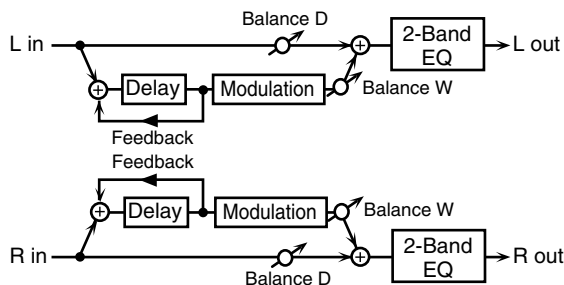 Balance D
L in
2-Band
EQ
L out
Delay
Modulation
Balance W
Feedback
Feedback
Delay
Modulation
Balance W
R in
2-Band
EQ
R out
Balance D